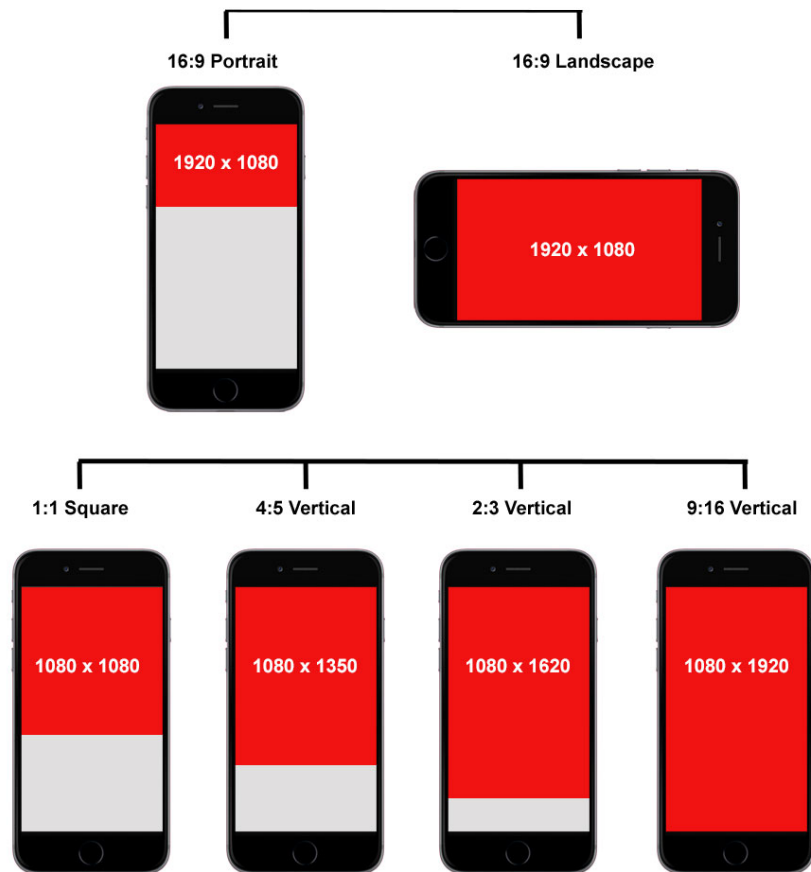 16:9 Portrait
16:9 Landscape
1920 x 1080
1920 x 1080
1:1 Square
4:5 Vertical
2:3 Vertical
9:16 Vertical
1080 x 1080
1080 x 1350
1080 x 1620
1080 x 1920